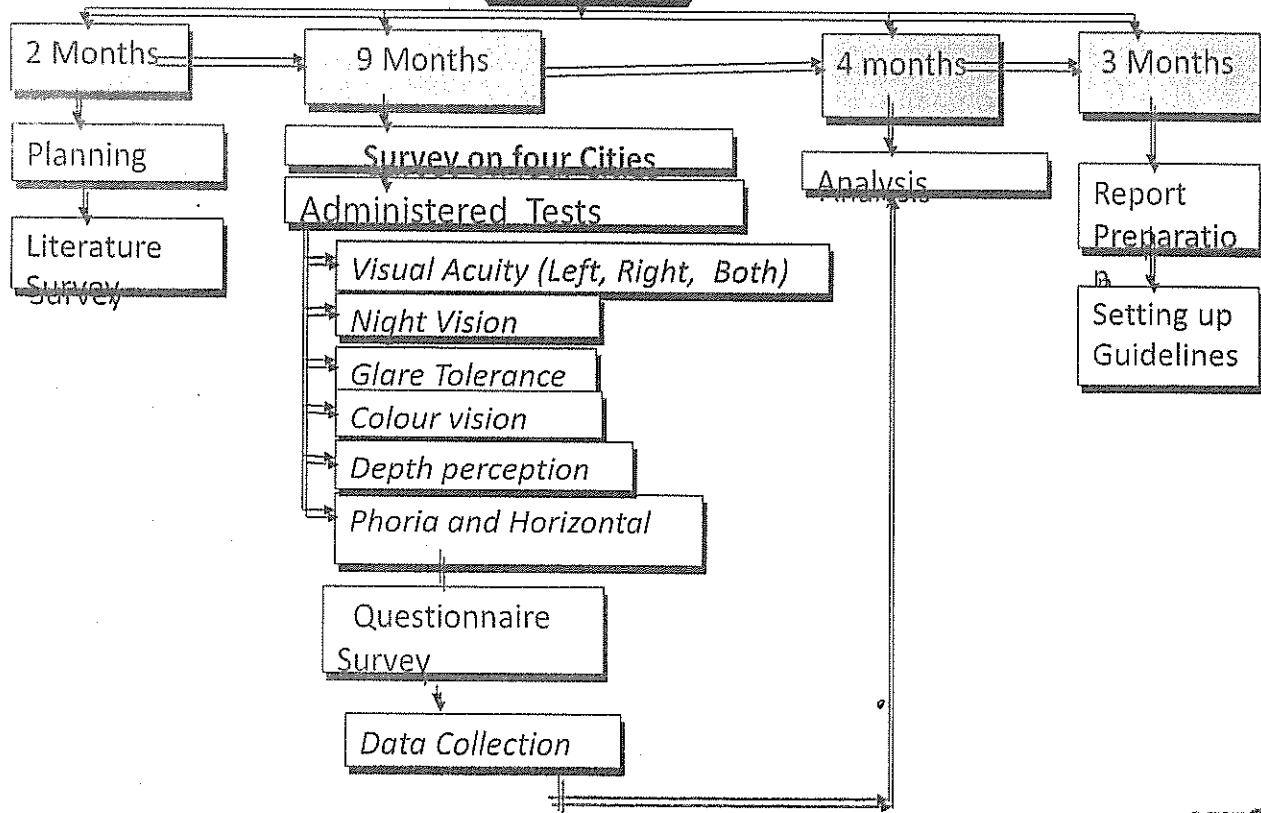 2 Months
9 Months
4 months
3 Months
Planning
Literature
Survey
Survey on four Cities
Administered Tests
Visual Acuity (Left, Right, Both)
Night Vision
Glare Tolerance
Colour vision
Depth perception
Phoria and Horizontal
Questionnaire
Survey
Data Collection
Analysis
Report
Preparatio
n
Setting up
Guidelines